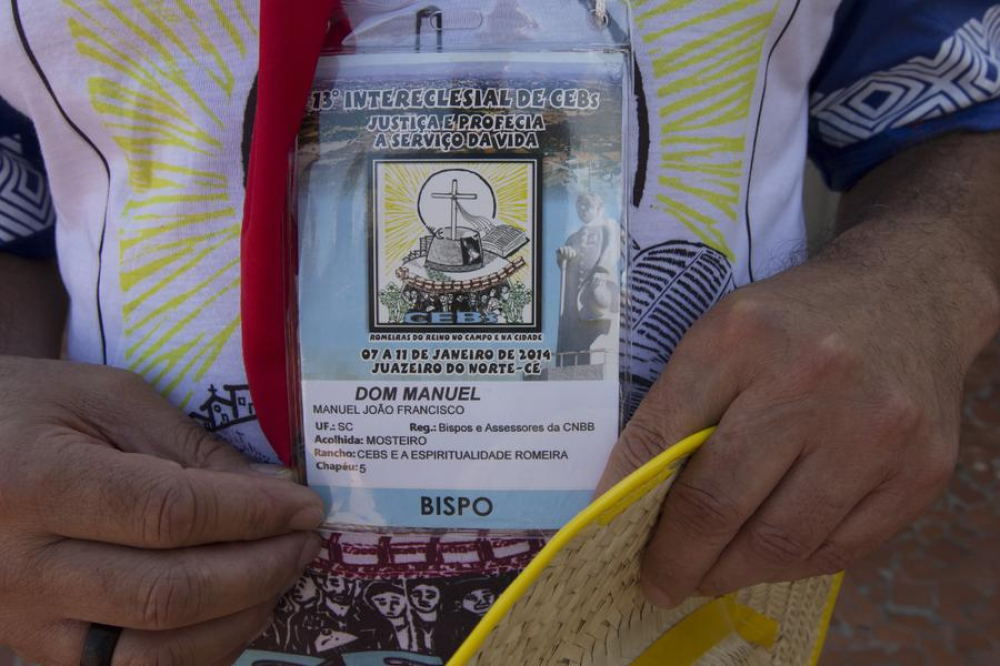 13º INTERECLESIAL DE CEBs
JUSTIÇA E PROFECIA
A SERVIÇO DA VIDA
CEBs
ROMEIRAS DO REINO NO CAMPO E NA CIDADE
07 A 11 DE JANEIRO DE 2014
JUAZEIRO DO NORTE-CE
DOM MANUEL
MANUEL JOÃO FRANCISCO
UF.: SC Reg.: Bispos e Assessores da CNBB
Acolhida: MOSTEIRO
Rancho: CEBS E A ESPIRITUALIDADE ROMEIRA
Chapéu: 5
BISPO